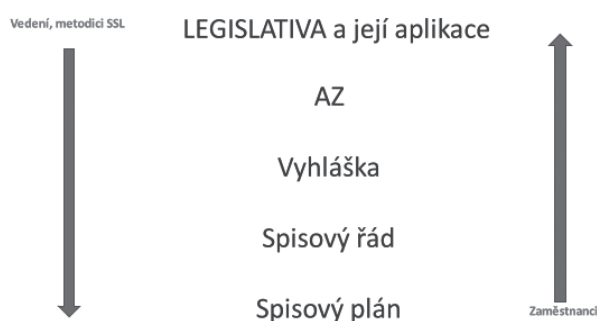 Vedení, metodici SSL
LEGISLATIVA a její aplikace
AZ
Vyhláška
Spisový řád
Spisový plán
Zaměstnanci